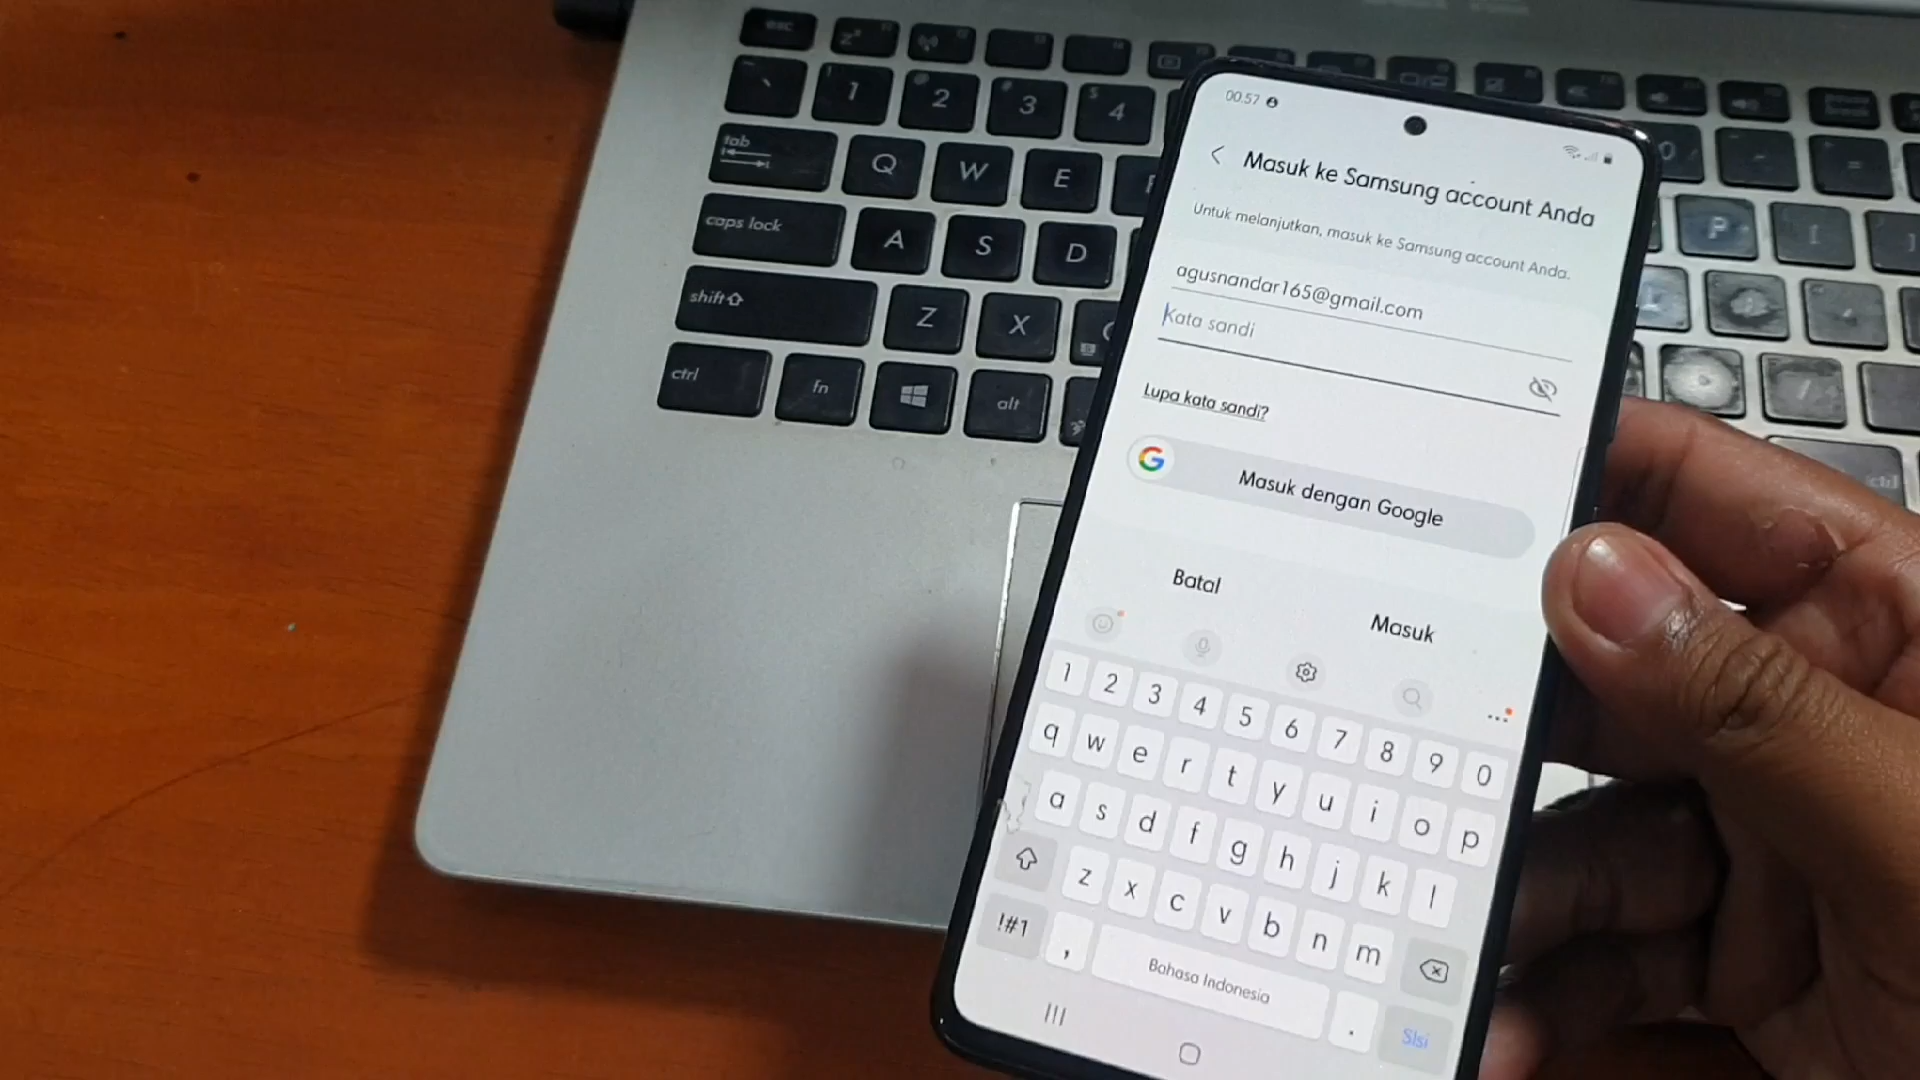 esc
1 2 3 4
tab
Q W E
caps lock A S D
shift Z X
ctrl fn alt
P [ ]
ctrl
00.57
Masuk ke Samsung account Anda
Untuk melanjutkan, masuk ke Samsung account Anda.
agusnandar165@gmail.com
Kata sandi
Lupa kata sandi?
G
Masuk dengan Google
Batal
Masuk
1 2 3 4 5 6 7 8 9 0
q w e r t y u i o p
a s d f g h j k l
z x c v b n m
!#1 , Bahasa Indonesia . Slsi